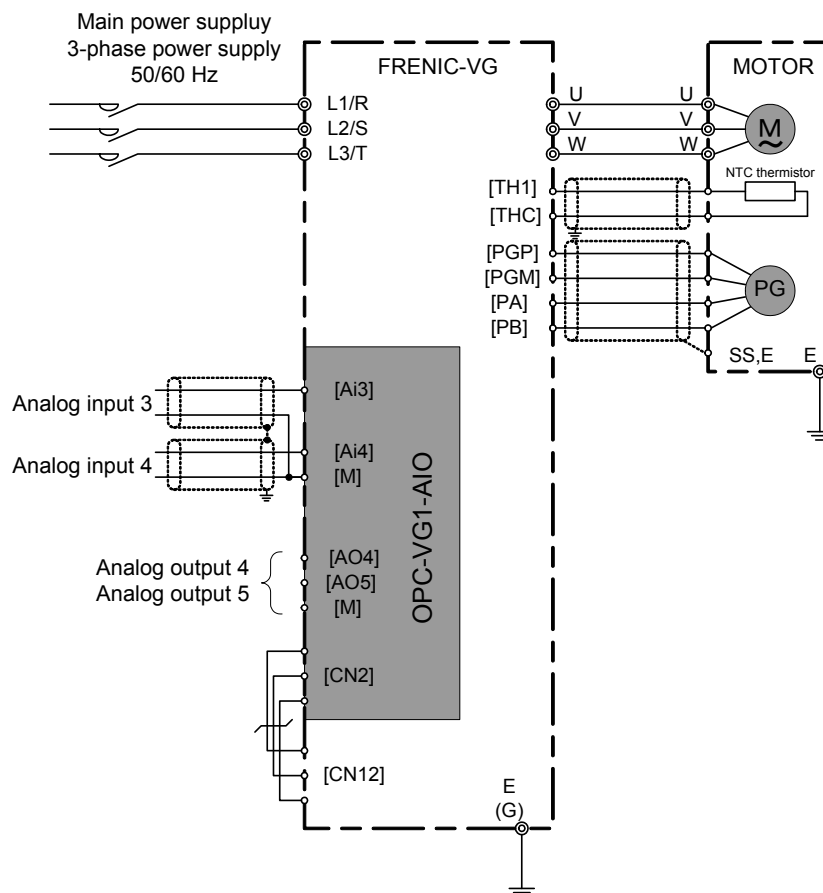 Main power suppluy
3-phase power supply
50/60 Hz
FRENIC-VG
MOTOR
L1/R
L2/S
L3/T
U
V
W
U
V
W
M
~
NTC thermistor
[TH1]
[THC]
[PGP]
[PGM]
[PA]
[PB]
PG
SS,E
E
Analog input 3
[Ai3]
Analog input 4
[Ai4]
[M]
OPC-VG1-AIO
Analog output 4
Analog output 5
[AO4]
[AO5]
[M]
[CN2]
[CN12]
E
(G)